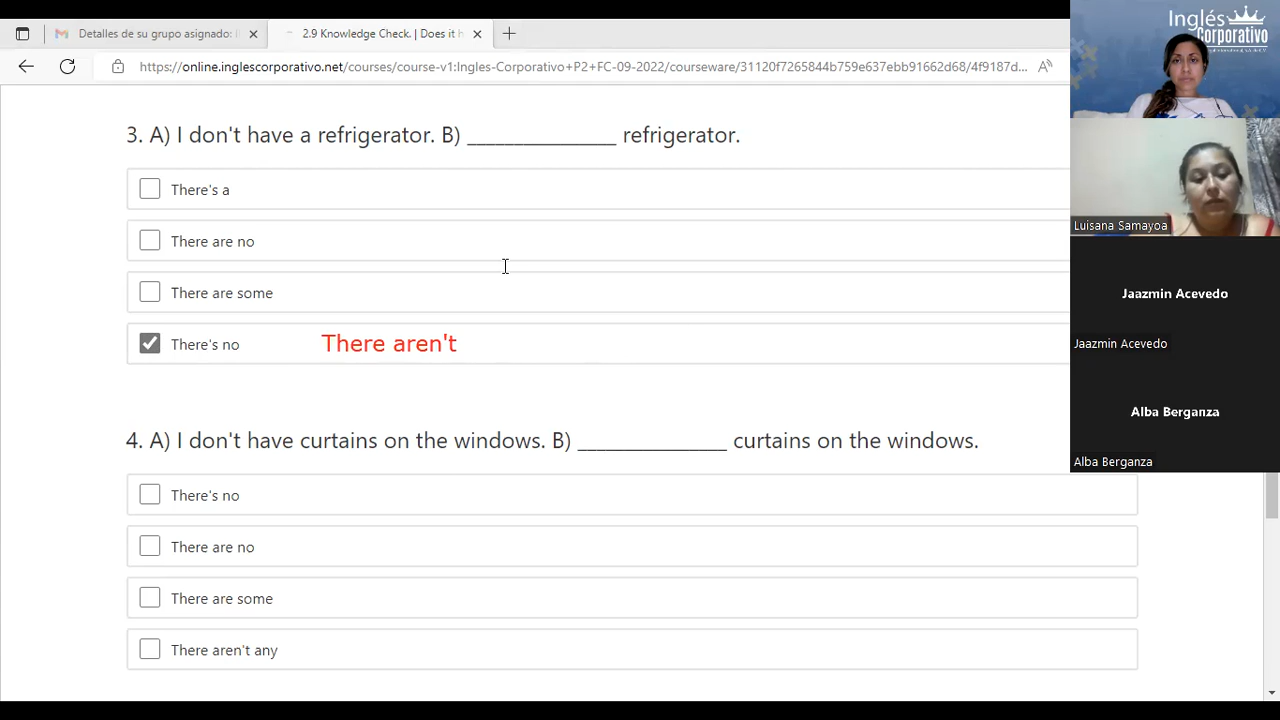 Detalles de su grupo asignado: I
2.9 Knowledge Check. | Does it h
https://online.inglescorporativo.net/courses/course-v1:Ingles-Corporativo+P2+FC-09-2022/courseware/31120f726844b759e637ebb91662d68/4f9187d...
Inglés
Corporativo
3. A) I don't have a refrigerator. B) _______________ refrigerator.
There's a
There are no
There are some
There's no
There aren't
4. A) I don't have curtains on the windows. B) _______________ curtains on the windows.
There's no
There are no
There are some
There aren't any
Luisana Samayoa
Jaazmin Acevedo
Jaazmin Acevedo
Alba Berganza
Alba Berganza